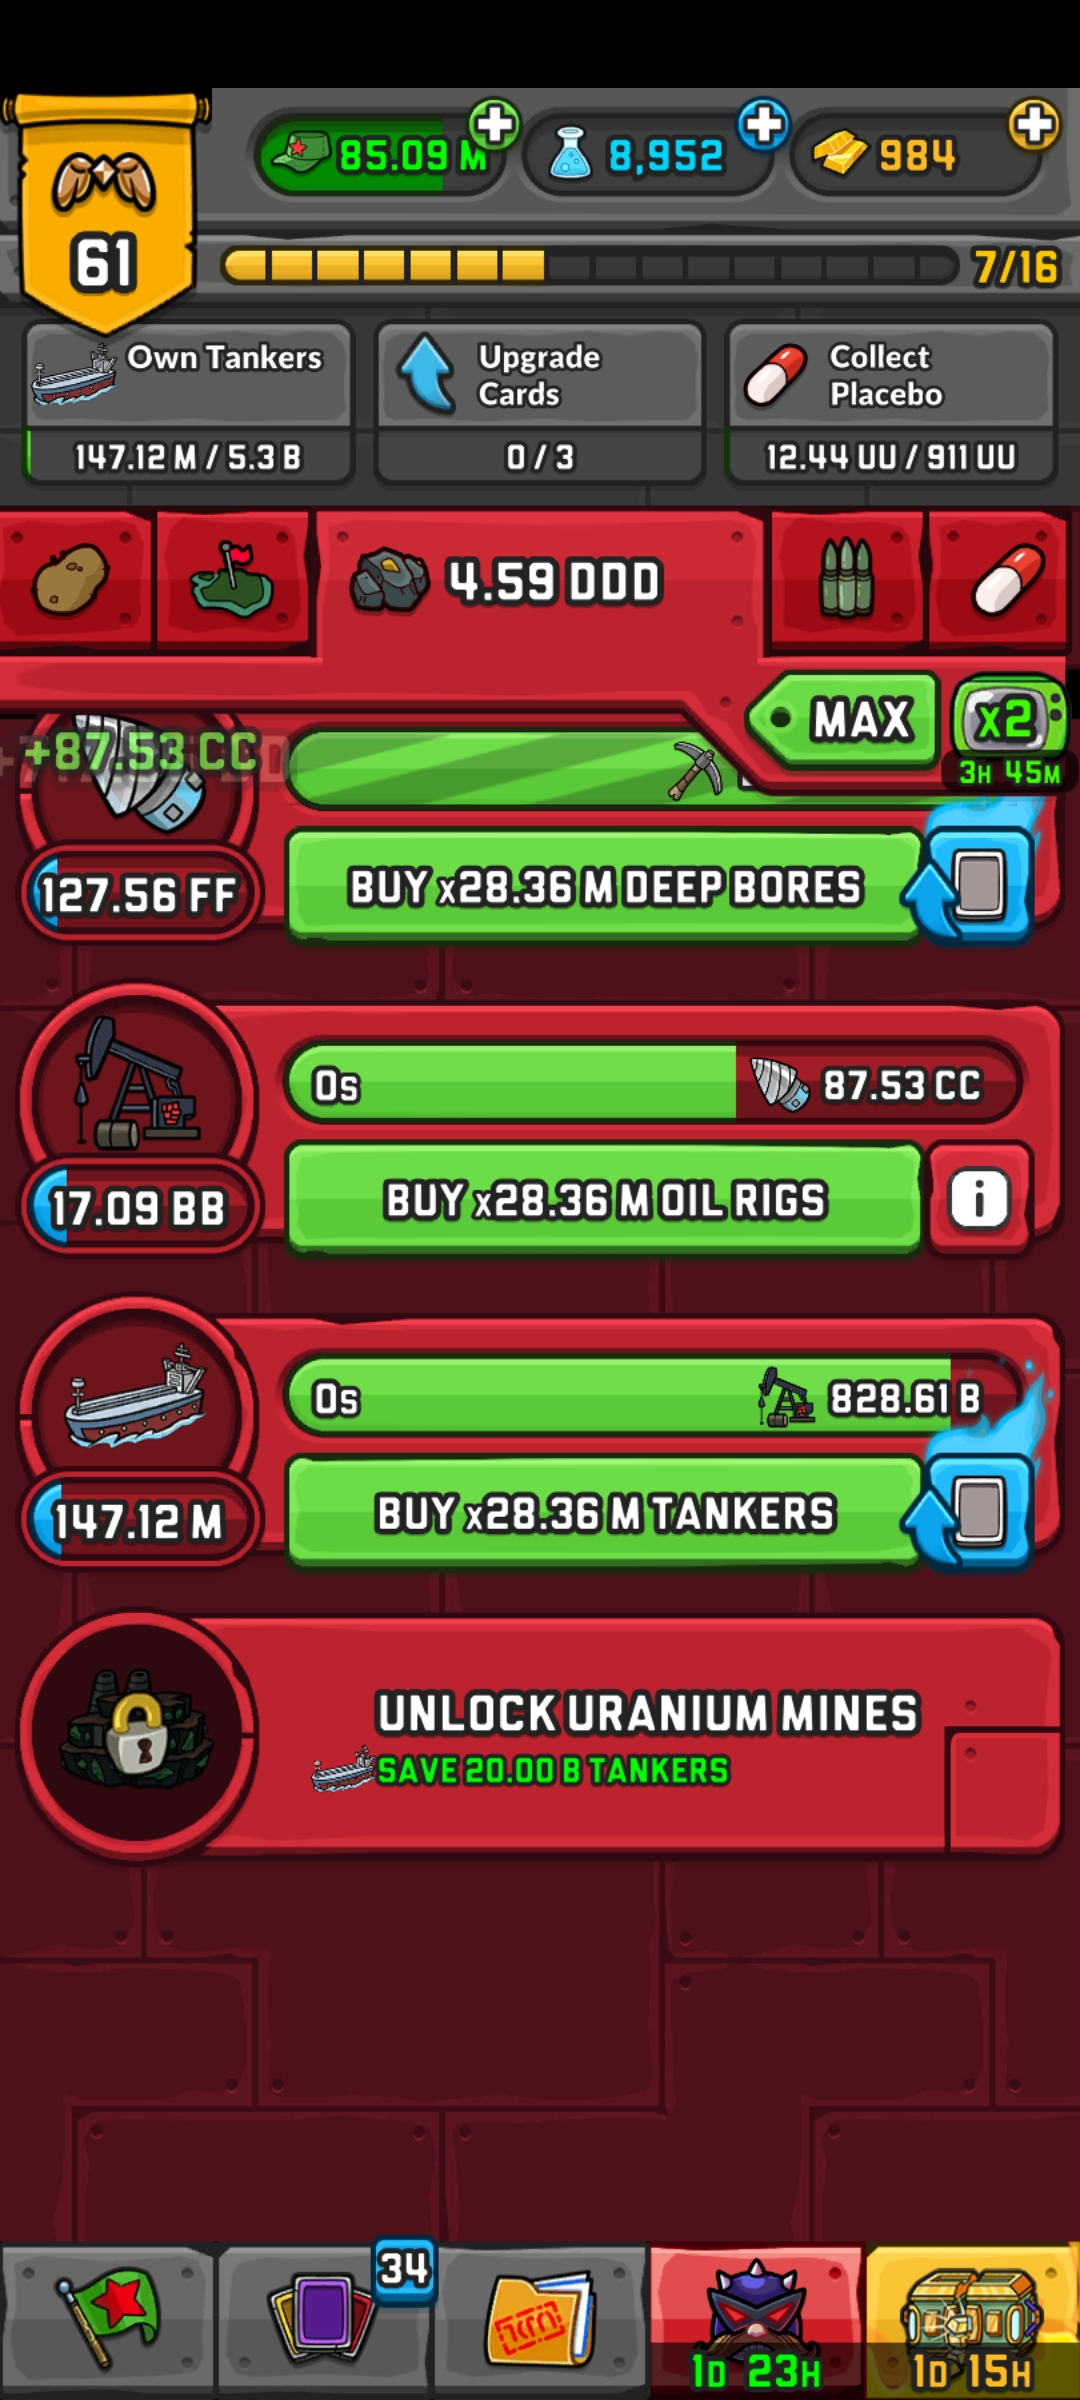 85.09 M
8,952
984
61
7/16
Own Tankers
147.12 M / 5.3 B
Upgrade
Cards
0 / 3
Collect
Placebo
12.44 UU / 911 UU
4.59 DDD
MAX
x2
3H 45M
+87.53 CC
127.56 FF
BUY x28.36 M DEEP BORES
0s
87.53 CC
17.09 BB
BUY x28.36 M OIL RIGS
i
0s
828.61 B
147.12 M
BUY x28.36 M TANKERS
UNLOCK URANIUM MINES
SAVE 20.00 B TANKERS
34
1D 23H
1D 15H